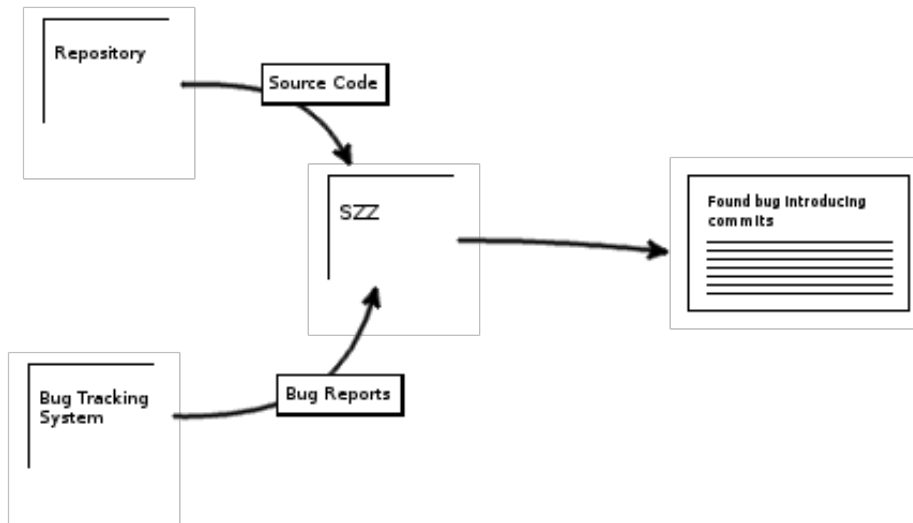 Repository
Source Code
SZZ
Found bug introducing
commits
Bug Tracking
System
Bug Reports